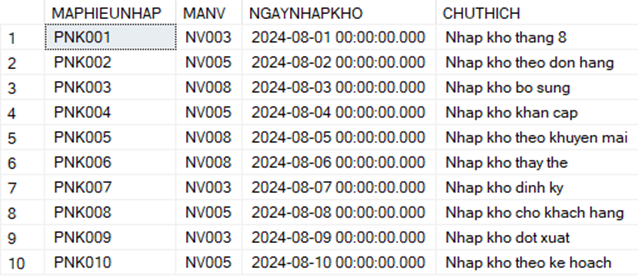 MAPHIEUNHAP MANV NGAYNHAPKHO CHUTHICH
1 PNK001 NV003 2024-08-01 00:00:00.000 Nhap kho thang 8
2 PNK002 NV005 2024-08-02 00:00:00.000 Nhap kho theo don hang
3 PNK003 NV008 2024-08-03 00:00:00.000 Nhap kho bo sung
4 PNK004 NV005 2024-08-04 00:00:00.000 Nhap kho khan cap
5 PNK005 NV008 2024-08-05 00:00:00.000 Nhap kho theo khuyen mai
6 PNK006 NV008 2024-08-06 00:00:00.000 Nhap kho thay the
7 PNK007 NV003 2024-08-07 00:00:00.000 Nhap kho dinh ky
8 PNK008 NV005 2024-08-08 00:00:00.000 Nhap kho cho khach hang
9 PNK009 NV003 2024-08-09 00:00:00.000 Nhap kho dot xuat
10 PNK010 NV005 2024-08-10 00:00:00.000 Nhap kho theo ke hoach